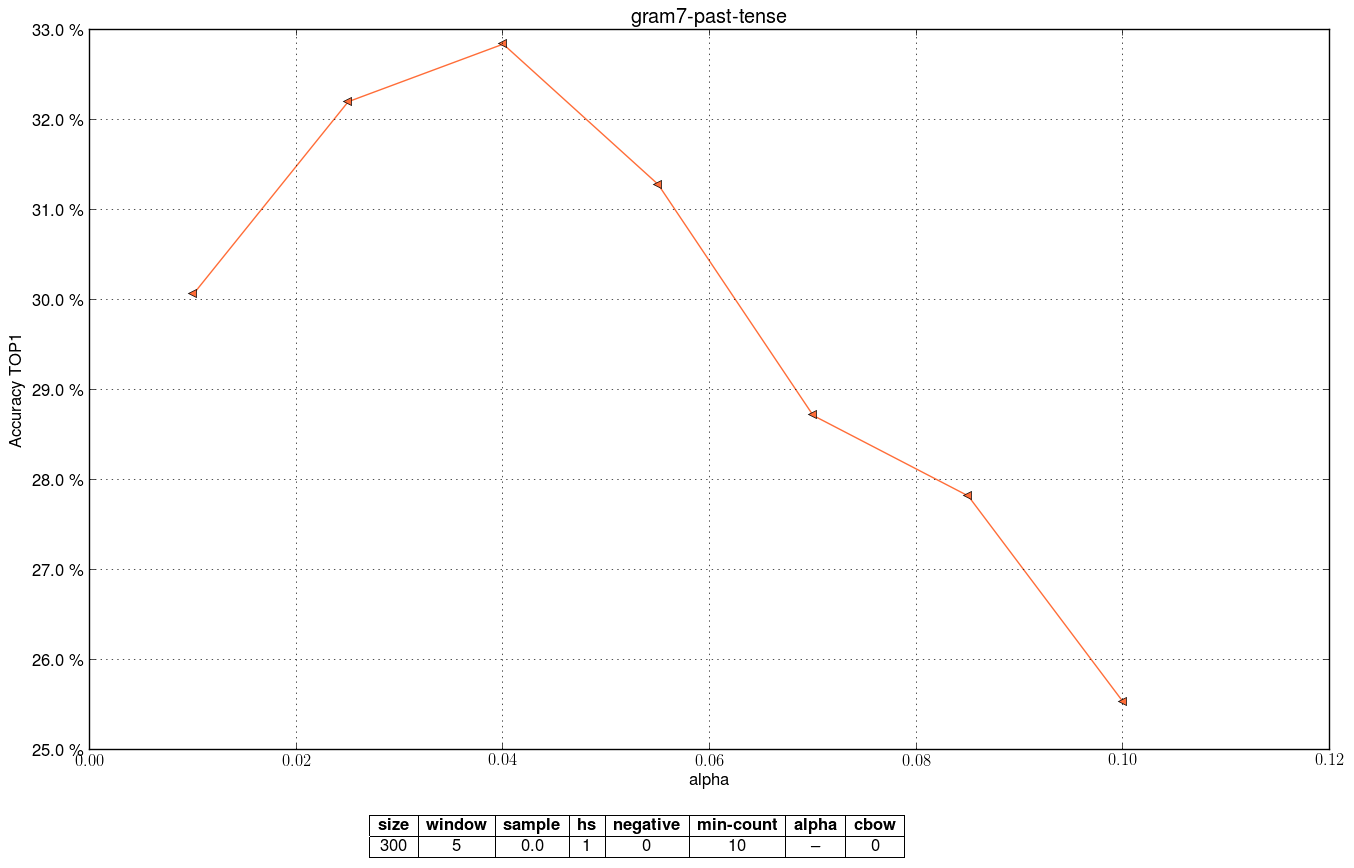 gram7-past-tense
33.0 %
32.0 %
31.0 %
30.0 %
29.0 %
28.0 %
27.0 %
26.0 %
25.0 %
Accuracy TOP1
0.00 0.02 0.04 0.06 0.08 0.10 0.12
alpha
size window sample hs negative min-count alpha cbow
300 5 0.0 1 0 10 – 0